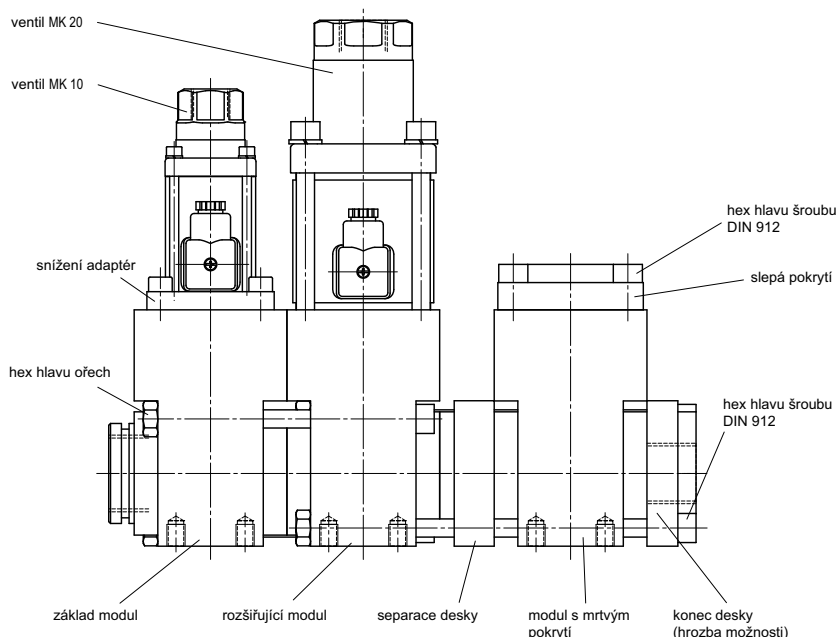 ventil MK 20
ventil MK 10
snížení adaptér
hex hlavu ořech
hex hlavu šroubu
DIN 912
slepá pokrytí
hex hlavu šroubu
DIN 912
základ modul
rozšiřující modul
separace desky
modul s mrtvým
pokrytí
konec desky
(hrozba možnosti)